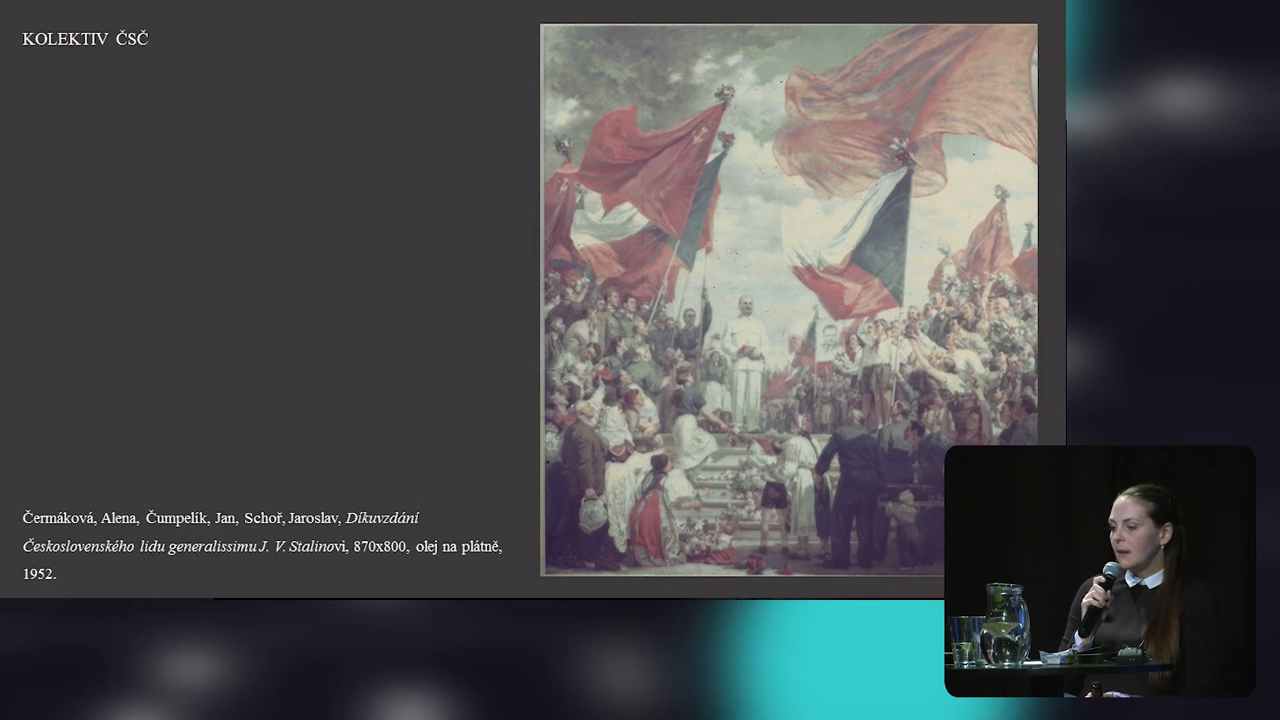 KOLEKTIV ČSČ
Čermáková, Alena, Čumpelík, Jan, Schoř, Jaroslav, Díkuvzdání
Československého lidu generalissimu J. V. Stalinovi, 870x800, olej na plátně,
1952.